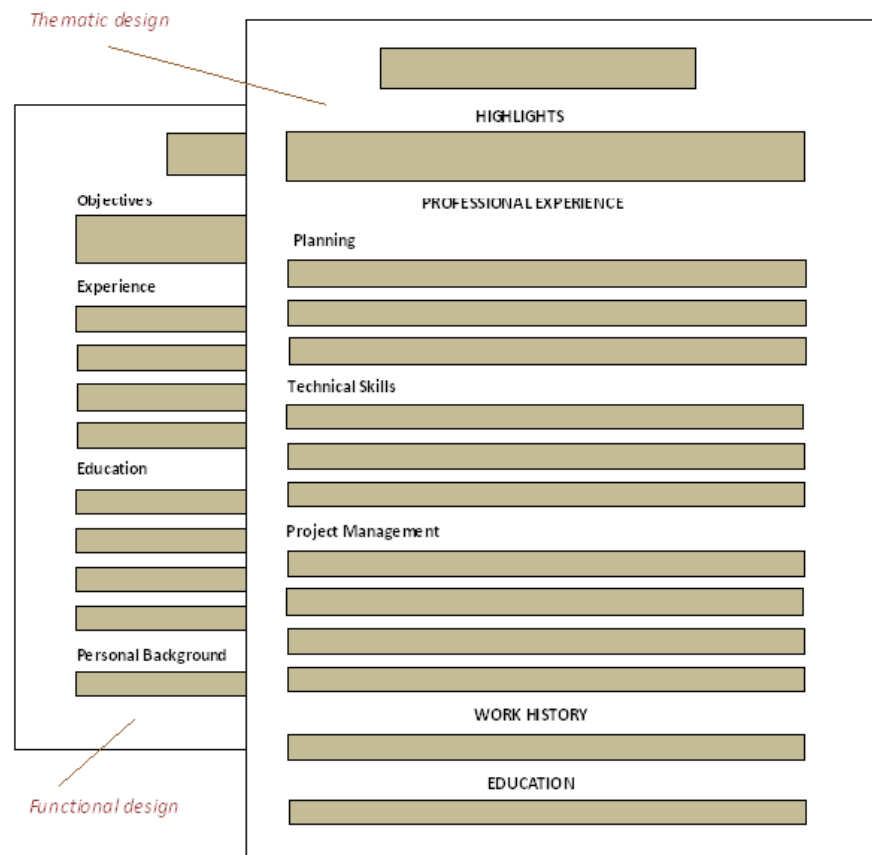 Thematic design
HIGHLIGHTS
PROFESSIONAL EXPERIENCE
Planning
Technical Skills
Project Management
WORK HISTORY
EDUCATION
Objectives
Experience
Education
Personal Background
Functional design